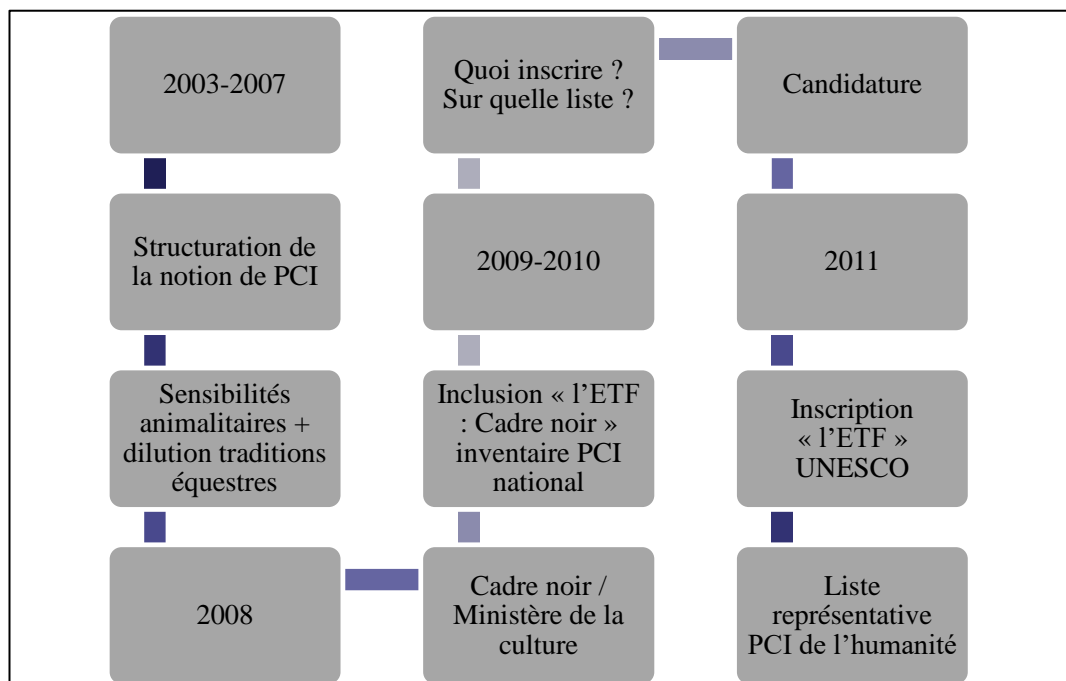 2003-2007
Structuration de
la notion de PCI
Sensibilités
animalitaires +
dilution traditions
équestres
2008
Cadre noir /
Ministère de la
culture
Inclusion « l’ETF
: Cadre noir »
inventaire PCI
national
2009-2010
Quoi inscrire ?
Sur quelle liste ?
Candidature
2011
Inscription
« l’ETF »
UNESCO
Liste
représentative
PCI de l’humanité